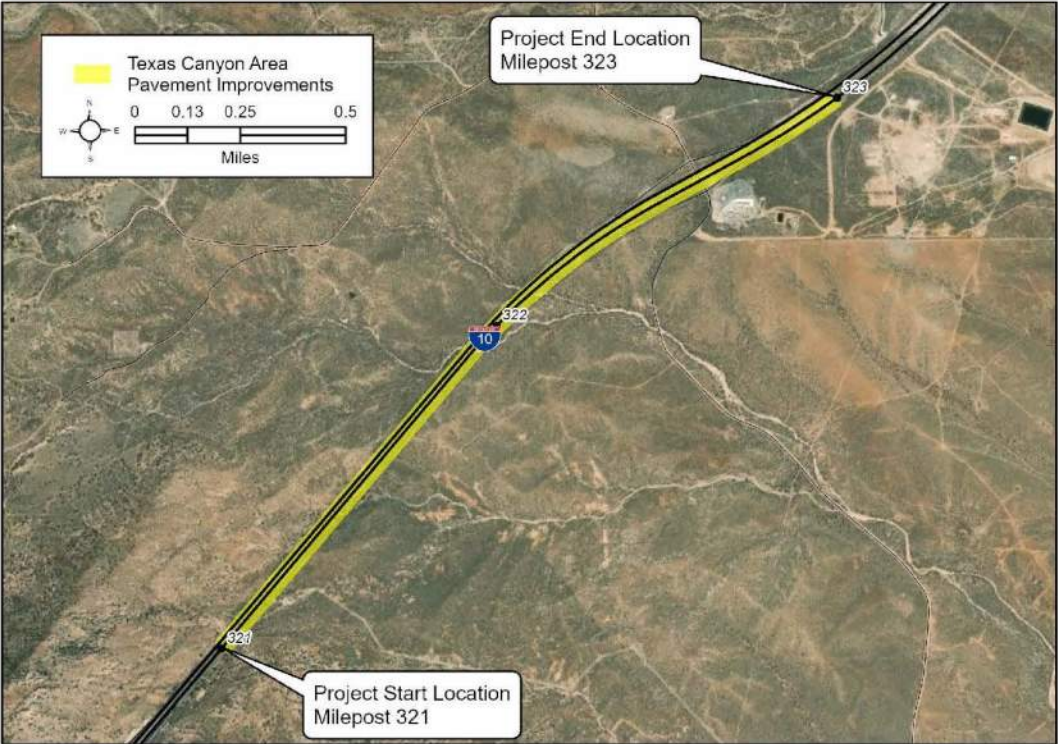 Texas Canyon Area
Pavement Improvements
N
W E
S
0 0.13 0.25 0.5
Miles
Project End Location
Milepost 323
323
322
10
321
Project Start Location
Milepost 321